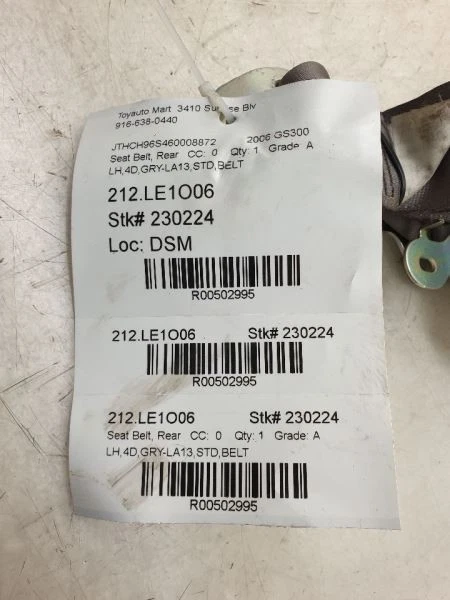 Toyauto Mart 3410 Su se Blv
916-638-0440
JTHCH96S460008872 2006 GS300
Seat Belt, Rear CC: 0 Qty: 1 Grade: A
LH,4D,GRY-LA13,STD,BELT
212.LE1O06
Stk# 230224
Loc: DSM
R00502995
212.LE1O06 Stk# 230224
R00502995
212.LE1O06 Stk# 230224
Seat Belt, Rear CC: 0 Qty: 1 Grade: A
LH,4D,GRY-LA13,STD,BELT
R00502995